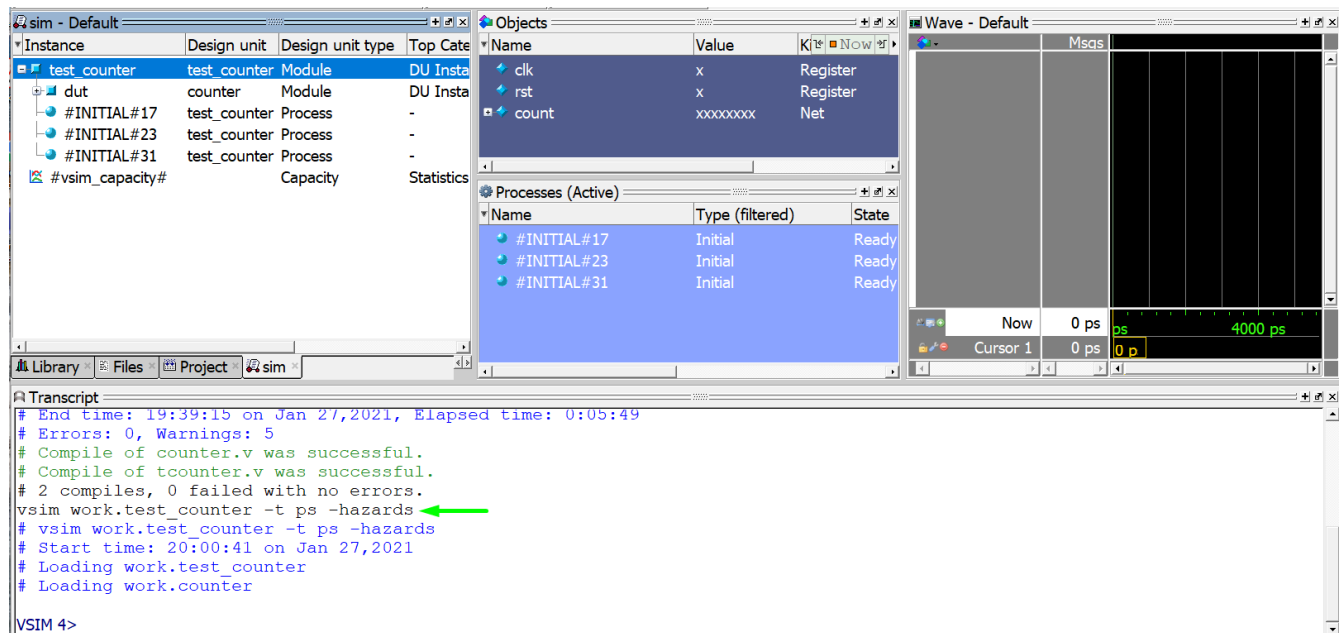 sim - Default
Instance Design unit Design unit type Top Cate
test_counter test_counter Module DU Insta
dut counter Module DU Insta
#INITIAL#17 test_counter Process -
#INITIAL#23 test_counter Process -
#INITIAL#31 test_counter Process -
#vsim_capacity# Capacity Statistics
Library Files Project sim
Objects
Name Value Ki Now
clk x Register
rst x Register
count xxxxxxxx Net
Processes (Active)
Name Type (filtered) State
#INITIAL#17 Initial Ready
#INITIAL#23 Initial Ready
#INITIAL#31 Initial Ready
Wave - Default
Msgs
Now 0 ps ps 4000 ps
Cursor 1 0 ps 0 p
Transcript
# End time: 19:39:15 on Jan 27,2021, Elapsed time: 0:05:49
# Errors: 0, Warnings: 5
# Compile of counter.v was successful.
# Compile of tcounter.v was successful.
# 2 compiles, 0 failed with no errors.
vsim work.test_counter -t ps -hazards
# vsim work.test_counter -t ps -hazards
# Start time: 20:00:41 on Jan 27,2021
# Loading work.test_counter
# Loading work.counter
VSIM 4>